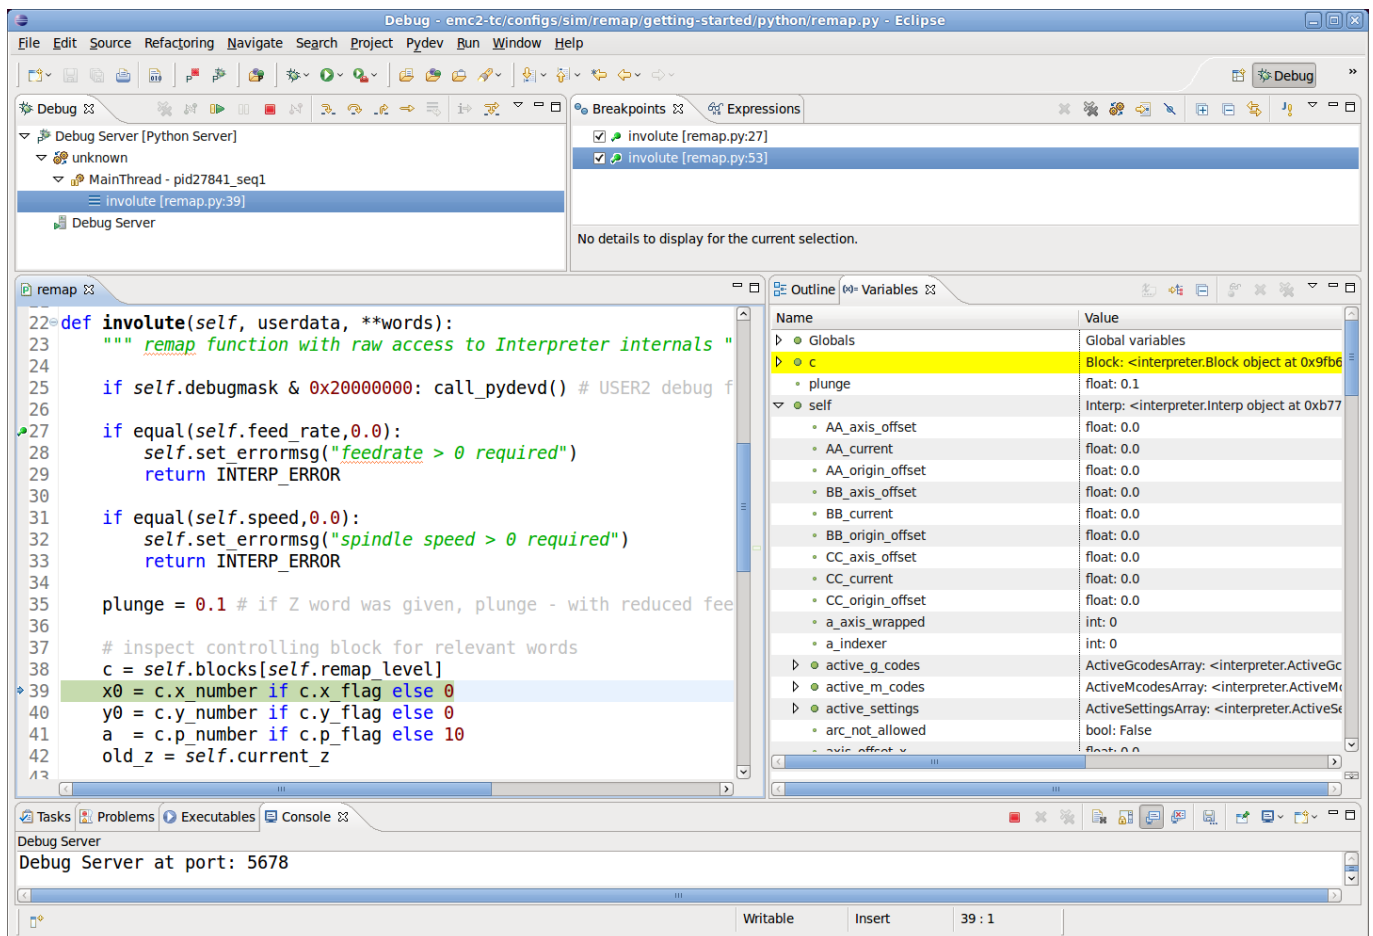 Debug - emc2-tc/configs/sim/remap/getting-started/python/remap.py - Eclipse
File Edit Source Refactoring Navigate Search Project Pydev Run Window Help
Debug »
Debug
Debug Server [Python Server]
unknown
MainThread - pid27841_seq1
involute [remap.py:39]
Debug Server
Breakpoints Expressions
involute [remap.py:27]
involute [remap.py:53]
No details to display for the current selection.
remap
22 def involute(self, userdata, **words):
23 """ remap function with raw access to Interpreter internals "
24
25 if self.debugmask & 0x20000000: call_pydevd() # USER2 debug f
26
27 if equal(self.feed_rate,0.0):
28 self.set_errormsg("feedrate > 0 required")
29 return INTERP_ERROR
30
31 if equal(self.speed,0.0):
32 self.set_errormsg("spindle speed > 0 required")
33 return INTERP_ERROR
34
35 plunge = 0.1 # if Z word was given, plunge - with reduced fee
36
37 # inspect controlling block for relevant words
38 c = self.blocks[self.remap_level]
39 x0 = c.x_number if c.x_flag else 0
40 y0 = c.y_number if c.y_flag else 0
41 a  = c.p_number if c.p_flag else 10
42 old_z = self.current_z
43
Outline Variables
Name Value
Globals Global variables
c Block: <interpreter.Block object at 0x9fb6
plunge float: 0.1
self Interp: <interpreter.Interp object at 0xb77
AA_axis_offset float: 0.0
AA_current float: 0.0
AA_origin_offset float: 0.0
BB_axis_offset float: 0.0
BB_current float: 0.0
BB_origin_offset float: 0.0
CC_axis_offset float: 0.0
CC_current float: 0.0
CC_origin_offset float: 0.0
a_axis_wrapped int: 0
a_indexer int: 0
active_g_codes ActiveGcodesArray: <interpreter.ActiveGc
active_m_codes ActiveMcodesArray: <interpreter.ActiveMc
active_settings ActiveSettingsArray: <interpreter.ActiveSe
arc_not_allowed bool: False
axis_offset_x float: 0.0
Tasks Problems Executables Console
Debug Server
Debug Server at port: 5678
Writable Insert 39 : 1